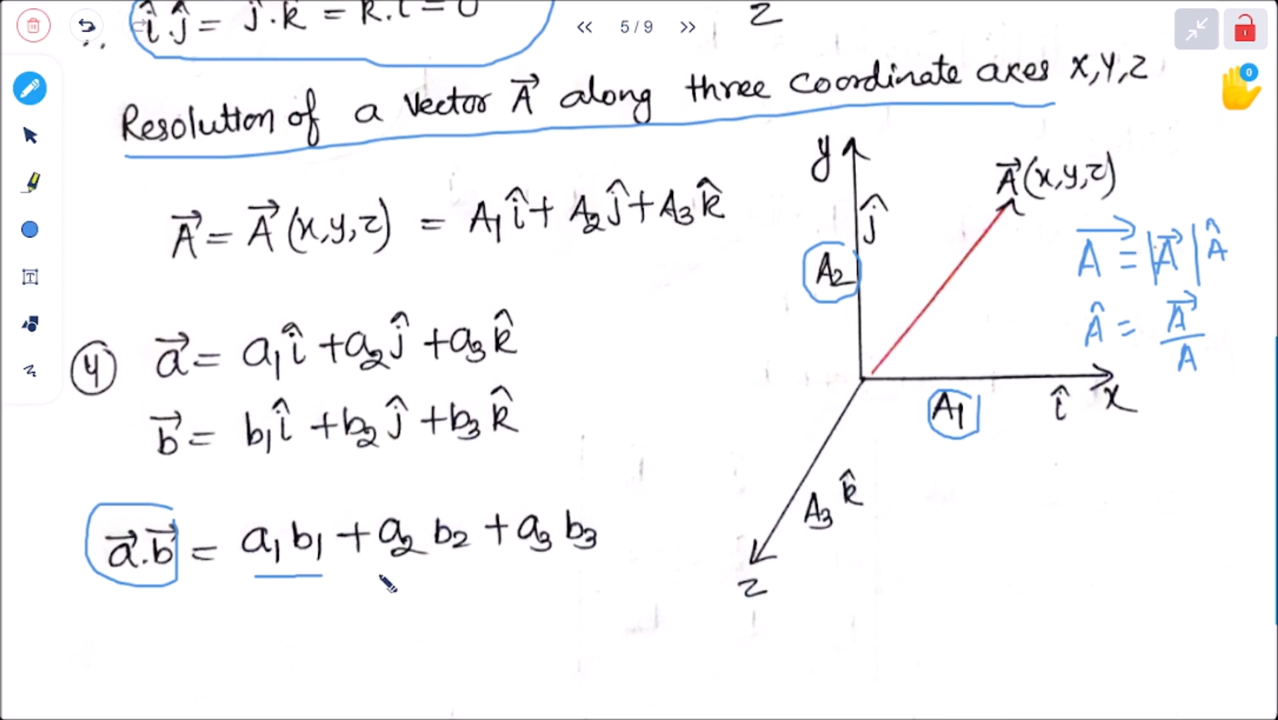 î.ĵ = ĵ.k̂ = k̂.î = 0
5 / 9
z
Resolution of a vector A⃗ along three coordinate axes x, y, z
A⃗ = A⃗ (x,y,z) = A₁î + A₂ĵ + A₃k̂
y
ĵ
A₂
A⃗ (x,y,z)
A⃗ = |A⃗| Â
Â = A⃗/A
A₁
î
x
A₃ k̂
z
④ a⃗ = a₁î + a₂ĵ + a₃k̂
b⃗ = b₁î + b₂ĵ + b₃k̂
a⃗.b⃗ = a₁b₁ + a₂b₂ + a₃b₃
0
T